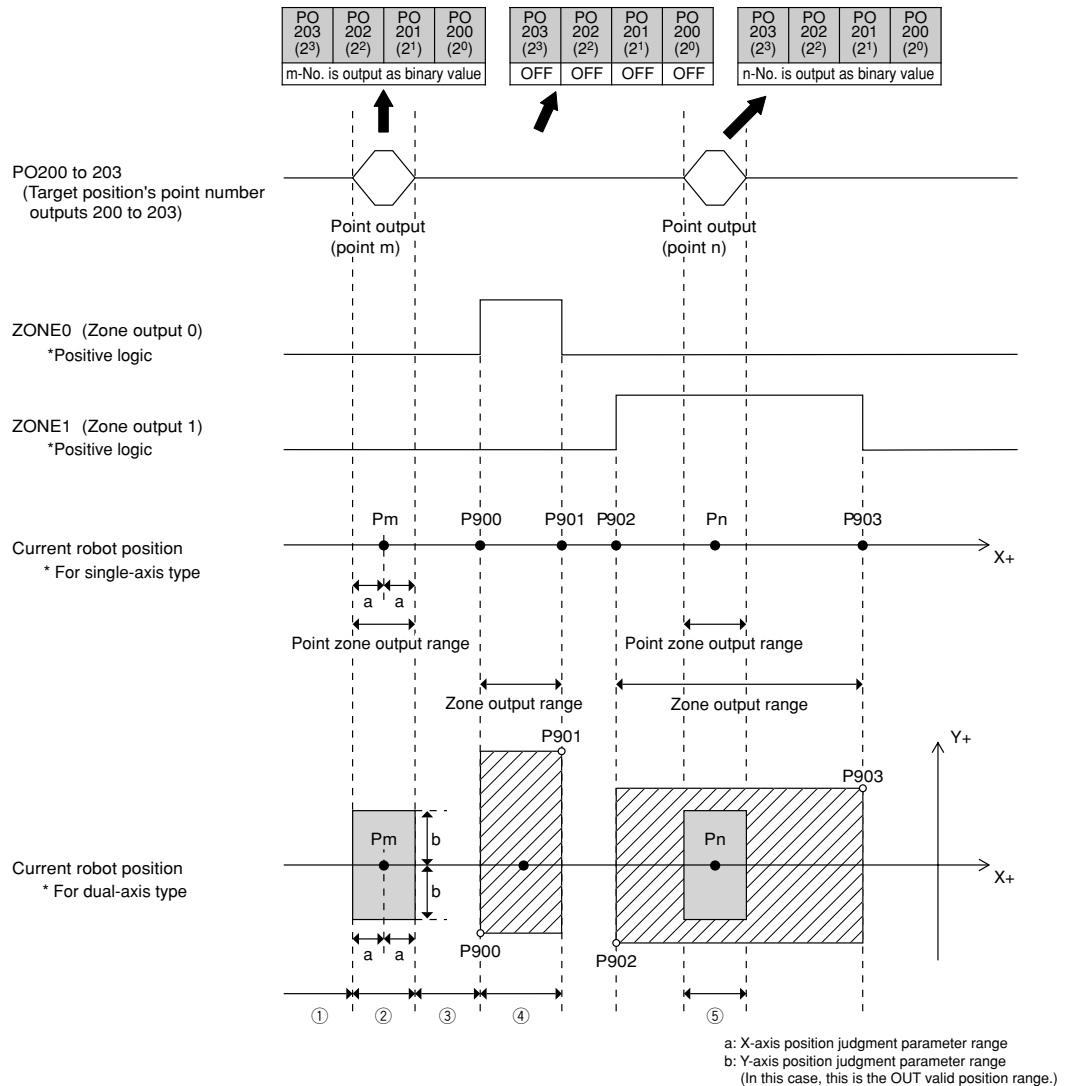 PO 203 (2³) PO 202 (2²) PO 201 (2¹) PO 200 (2⁰)
m-No. is output as binary value
PO 203 (2³) PO 202 (2²) PO 201 (2¹) PO 200 (2⁰)
OFF OFF OFF OFF
PO 203 (2³) PO 202 (2²) PO 201 (2¹) PO 200 (2⁰)
n-No. is output as binary value
PO200 to 203
(Target position's point number
outputs 200 to 203)
Point output
(point m)
Point output
(point n)
ZONE0 (Zone output 0)
*Positive logic
ZONE1 (Zone output 1)
*Positive logic
Pm P900 P901 P902 Pn P903
Current robot position
* For single-axis type
X+
a a
Point zone output range Point zone output range
Zone output range Zone output range
P901
Y+
P903
Pm b Pn
Current robot position
* For dual-axis type
X+
b
a a
P900
P902
① ② ③ ④ ⑤
a: X-axis position judgment parameter range
b: Y-axis position judgment parameter range
(In this case, this is the OUT valid position range.)